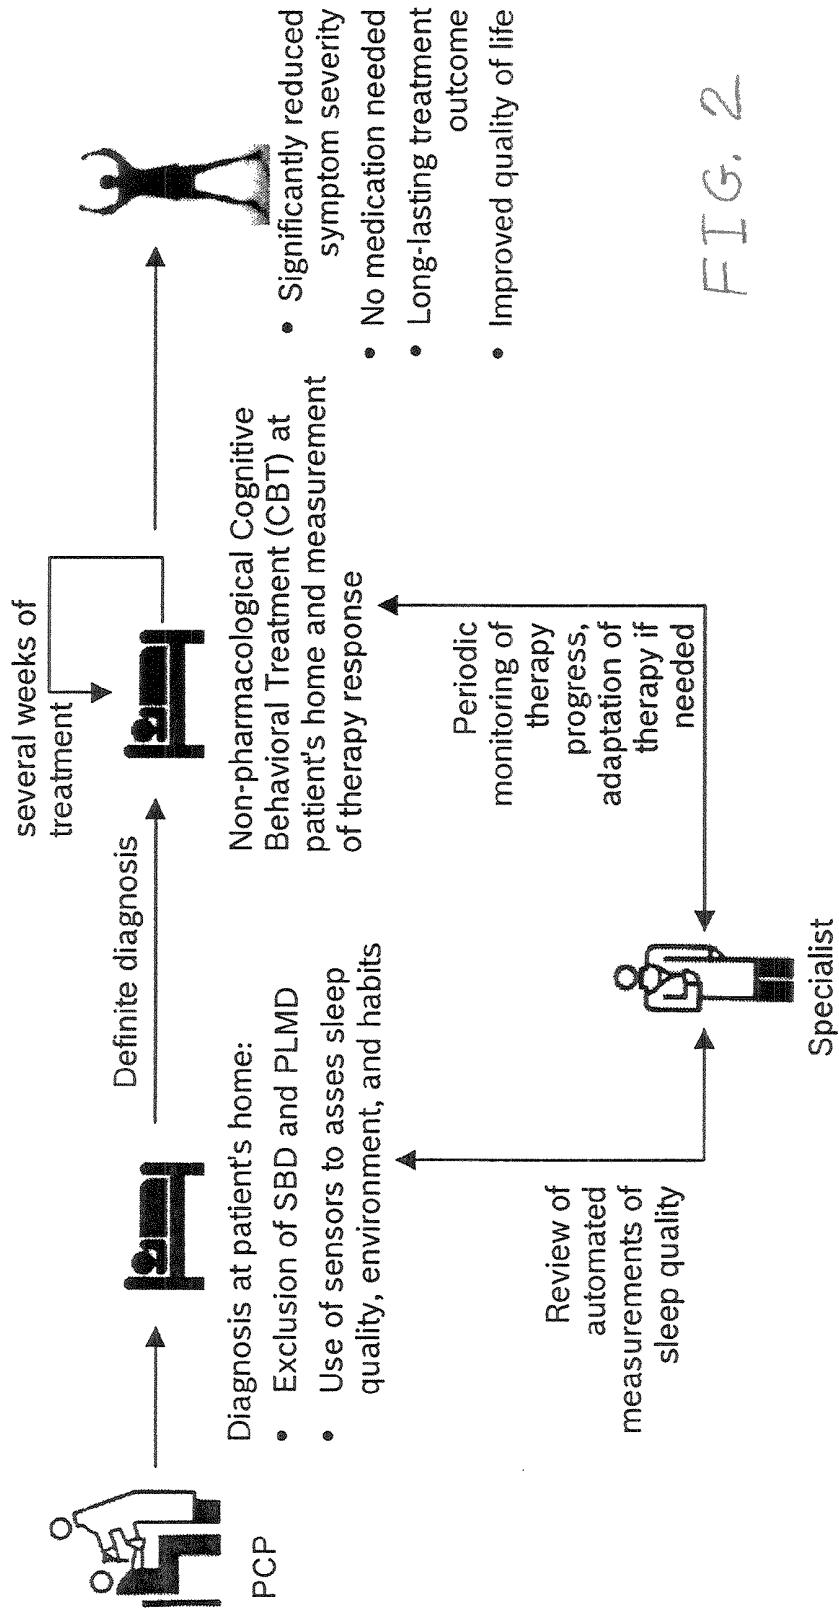 PCP
Diagnosis at patient's home:
• Exclusion of SBD and PLMD
• Use of sensors to asses sleep
quality, environment, and habits
Definite diagnosis
several weeks of
treatment
Non-pharmacological Cognitive
Behavioral Treatment (CBT) at
patient's home and measurement
of therapy response
• Significantly reduced
symptom severity
• No medication needed
• Long-lasting treatment
outcome
• Improved quality of life
Review of
automated
measurements of
sleep quality
Specialist
Periodic
monitoring of
therapy
progress,
adaptation of
therapy if
needed
FIG. 2